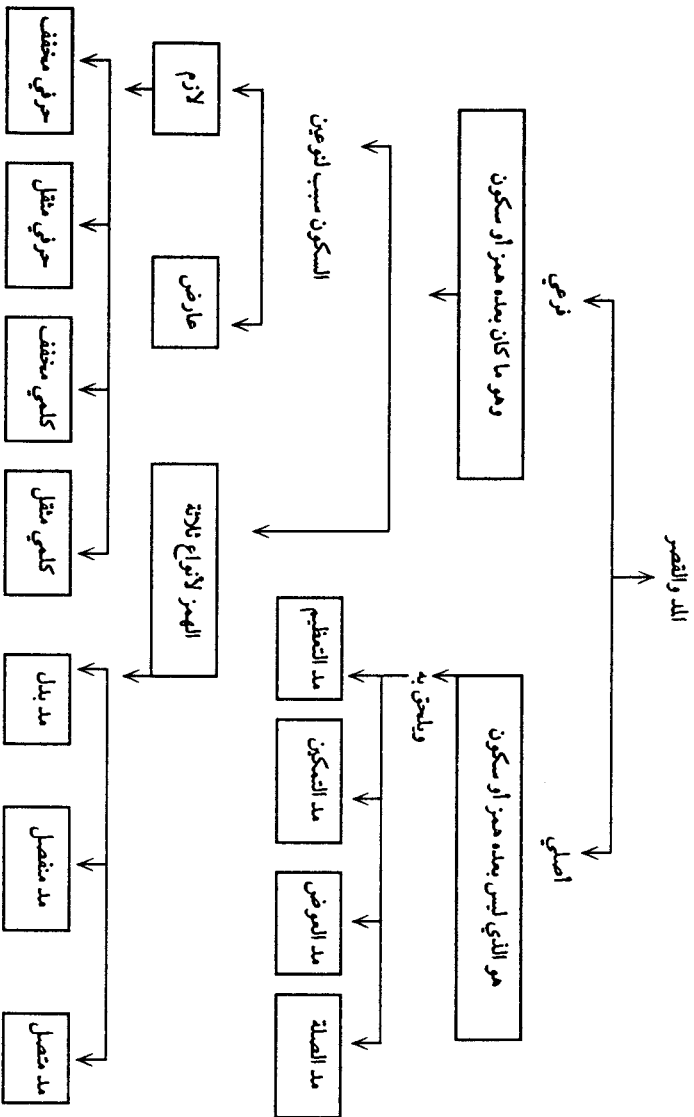 المد والقصر
أصلي
هو الذي ليس بعده همز أو سكون
ويلحق به
مد الصلة
مد العوض
مد التمكين
مد التعظيم
فرعي
وهو ما كان بعده همز أو سكون
الهمز لأنواع ثلاثة
مد متصل
مد منفصل
مد بدل
السكون سبب لنوعين
عارض
لازم
كلمي مثقل
كلمي مخفف
حرفي مثقل
حرفي مخفف